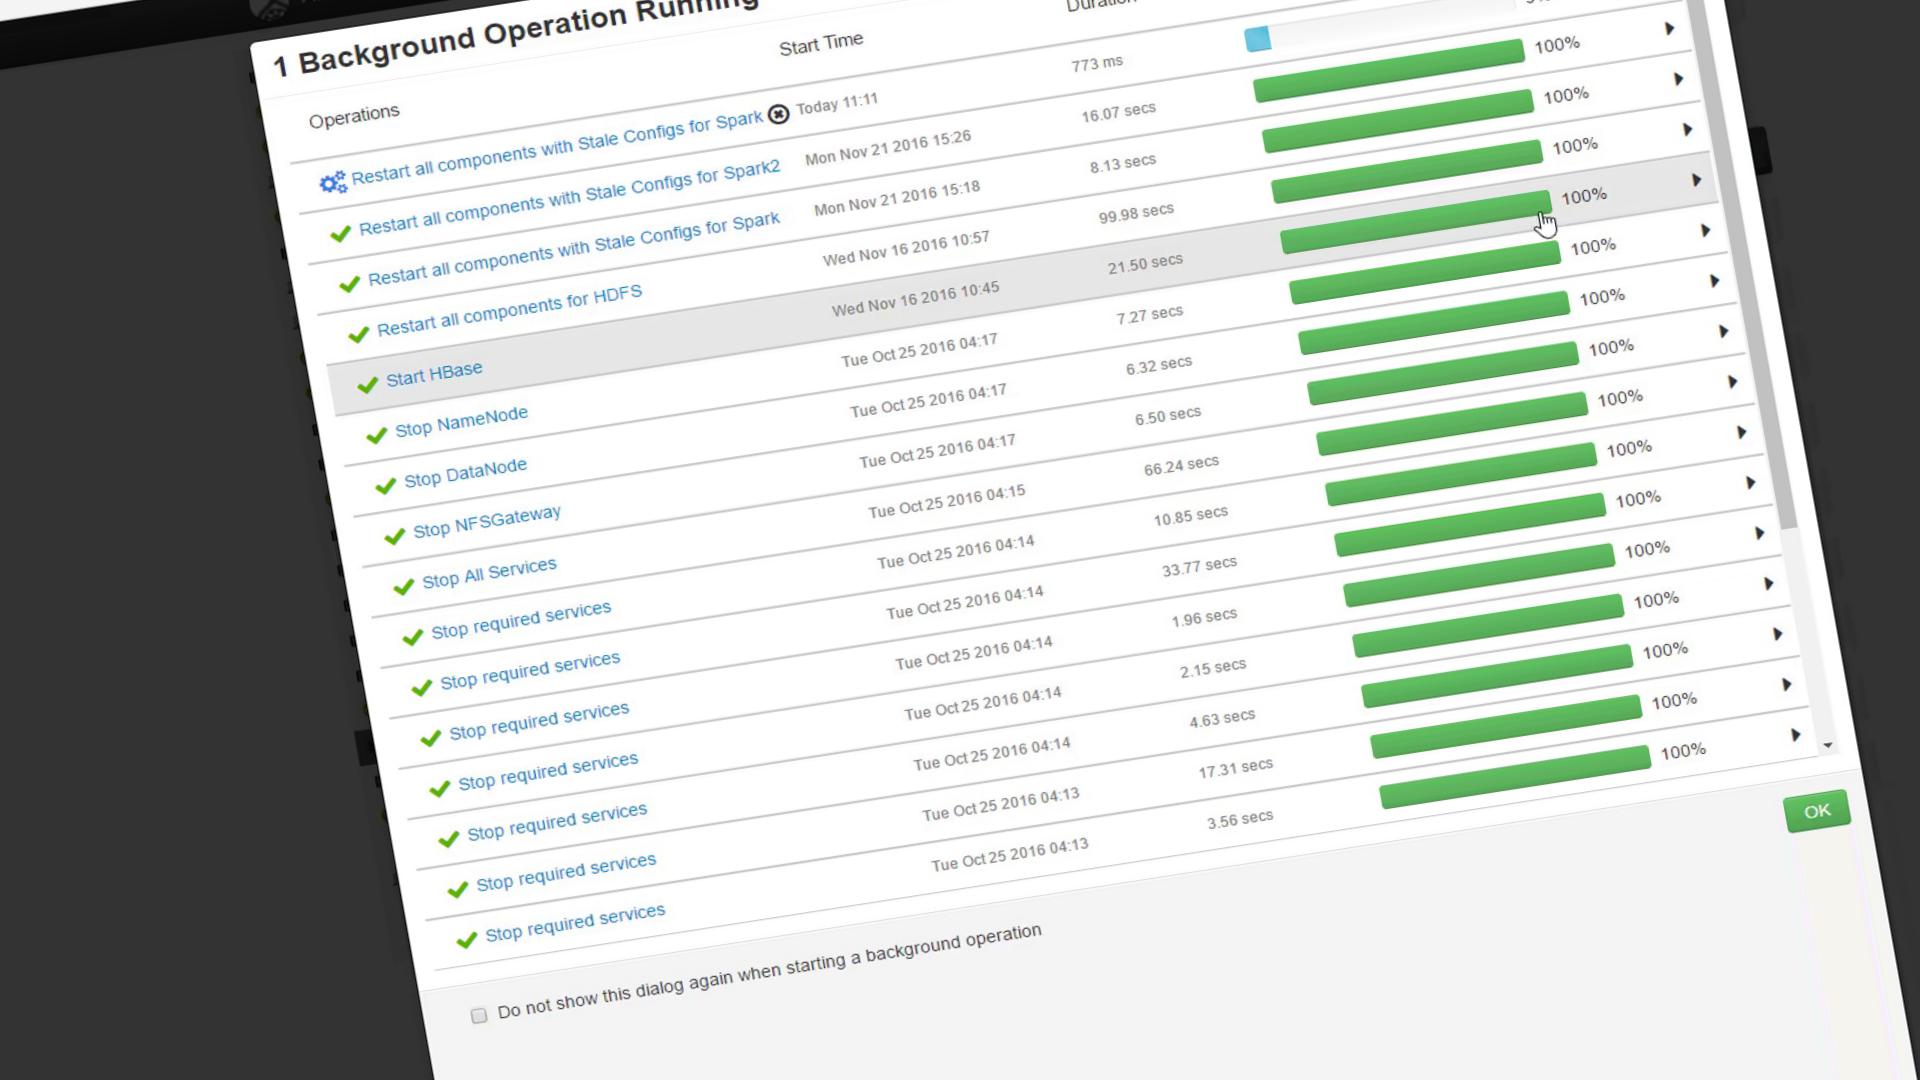 1 Background Operation Running
Operations Start Time Duration
Restart all components with Stale Configs for Spark Today 11:11 773 ms
Restart all components with Stale Configs for Spark2 Mon Nov 21 2016 15:26 16.07 secs 100%
Restart all components with Stale Configs for Spark Mon Nov 21 2016 15:18 8.13 secs 100%
Restart all components for HDFS Wed Nov 16 2016 10:57 99.98 secs 100%
Start HBase Wed Nov 16 2016 10:45 21.50 secs 100%
Stop NameNode Tue Oct 25 2016 04:17 7.27 secs 100%
Stop DataNode Tue Oct 25 2016 04:17 6.32 secs 100%
Stop NFSGateway Tue Oct 25 2016 04:17 6.50 secs 100%
Stop All Services Tue Oct 25 2016 04:15 66.24 secs 100%
Stop required services Tue Oct 25 2016 04:14 10.85 secs 100%
Stop required services Tue Oct 25 2016 04:14 33.77 secs 100%
Stop required services Tue Oct 25 2016 04:14 1.96 secs 100%
Stop required services Tue Oct 25 2016 04:14 2.15 secs 100%
Stop required services Tue Oct 25 2016 04:14 4.63 secs 100%
Stop required services Tue Oct 25 2016 04:13 17.31 secs 100%
Stop required services Tue Oct 25 2016 04:13 3.56 secs 100%
Do not show this dialog again when starting a background operation
OK